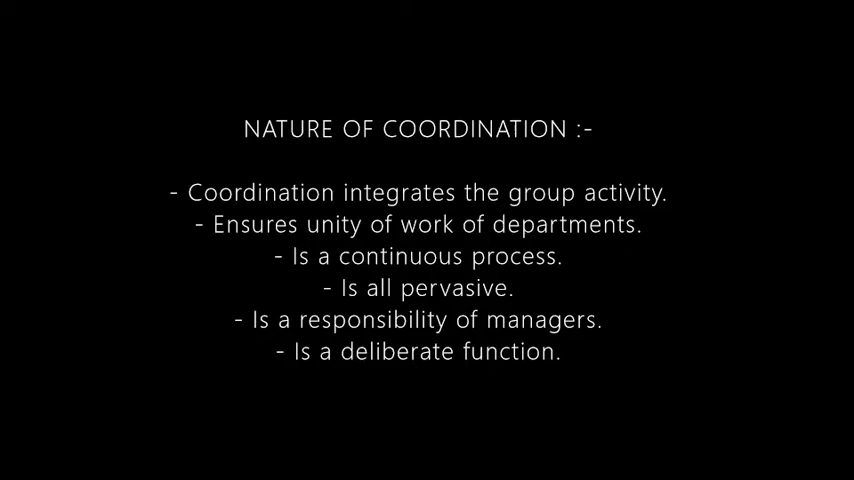 NATURE OF COORDINATION :-
- Coordination integrates the group activity.
- Ensures unity of work of departments.
- Is a continuous process.
- Is all pervasive.
- Is a responsibility of managers.
- Is a deliberate function.